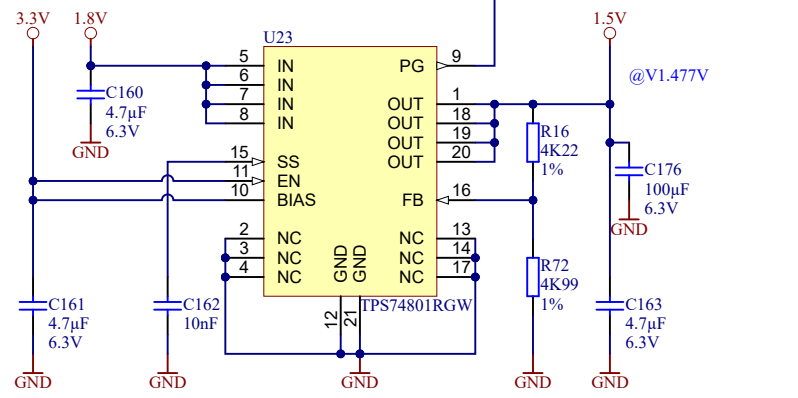 3.3V
1.8V
1.5V
U23
@V1.477V
5
IN
6
IN
7
IN
8
IN
PG
9
OUT
1
OUT
18
OUT
19
OUT
20
C160
4.7µF
6.3V
GND
15
SS
11
EN
10
BIAS
FB
16
R16
4K22
1%
C176
100µF
6.3V
GND
2
NC
3
NC
4
NC
NC
13
NC
14
NC
17
GND
GND
12
21
TPS74801RGW
R72
4K99
1%
C161
4.7µF
6.3V
C162
10nF
C163
4.7µF
6.3V
GND
GND
GND
GND
GND